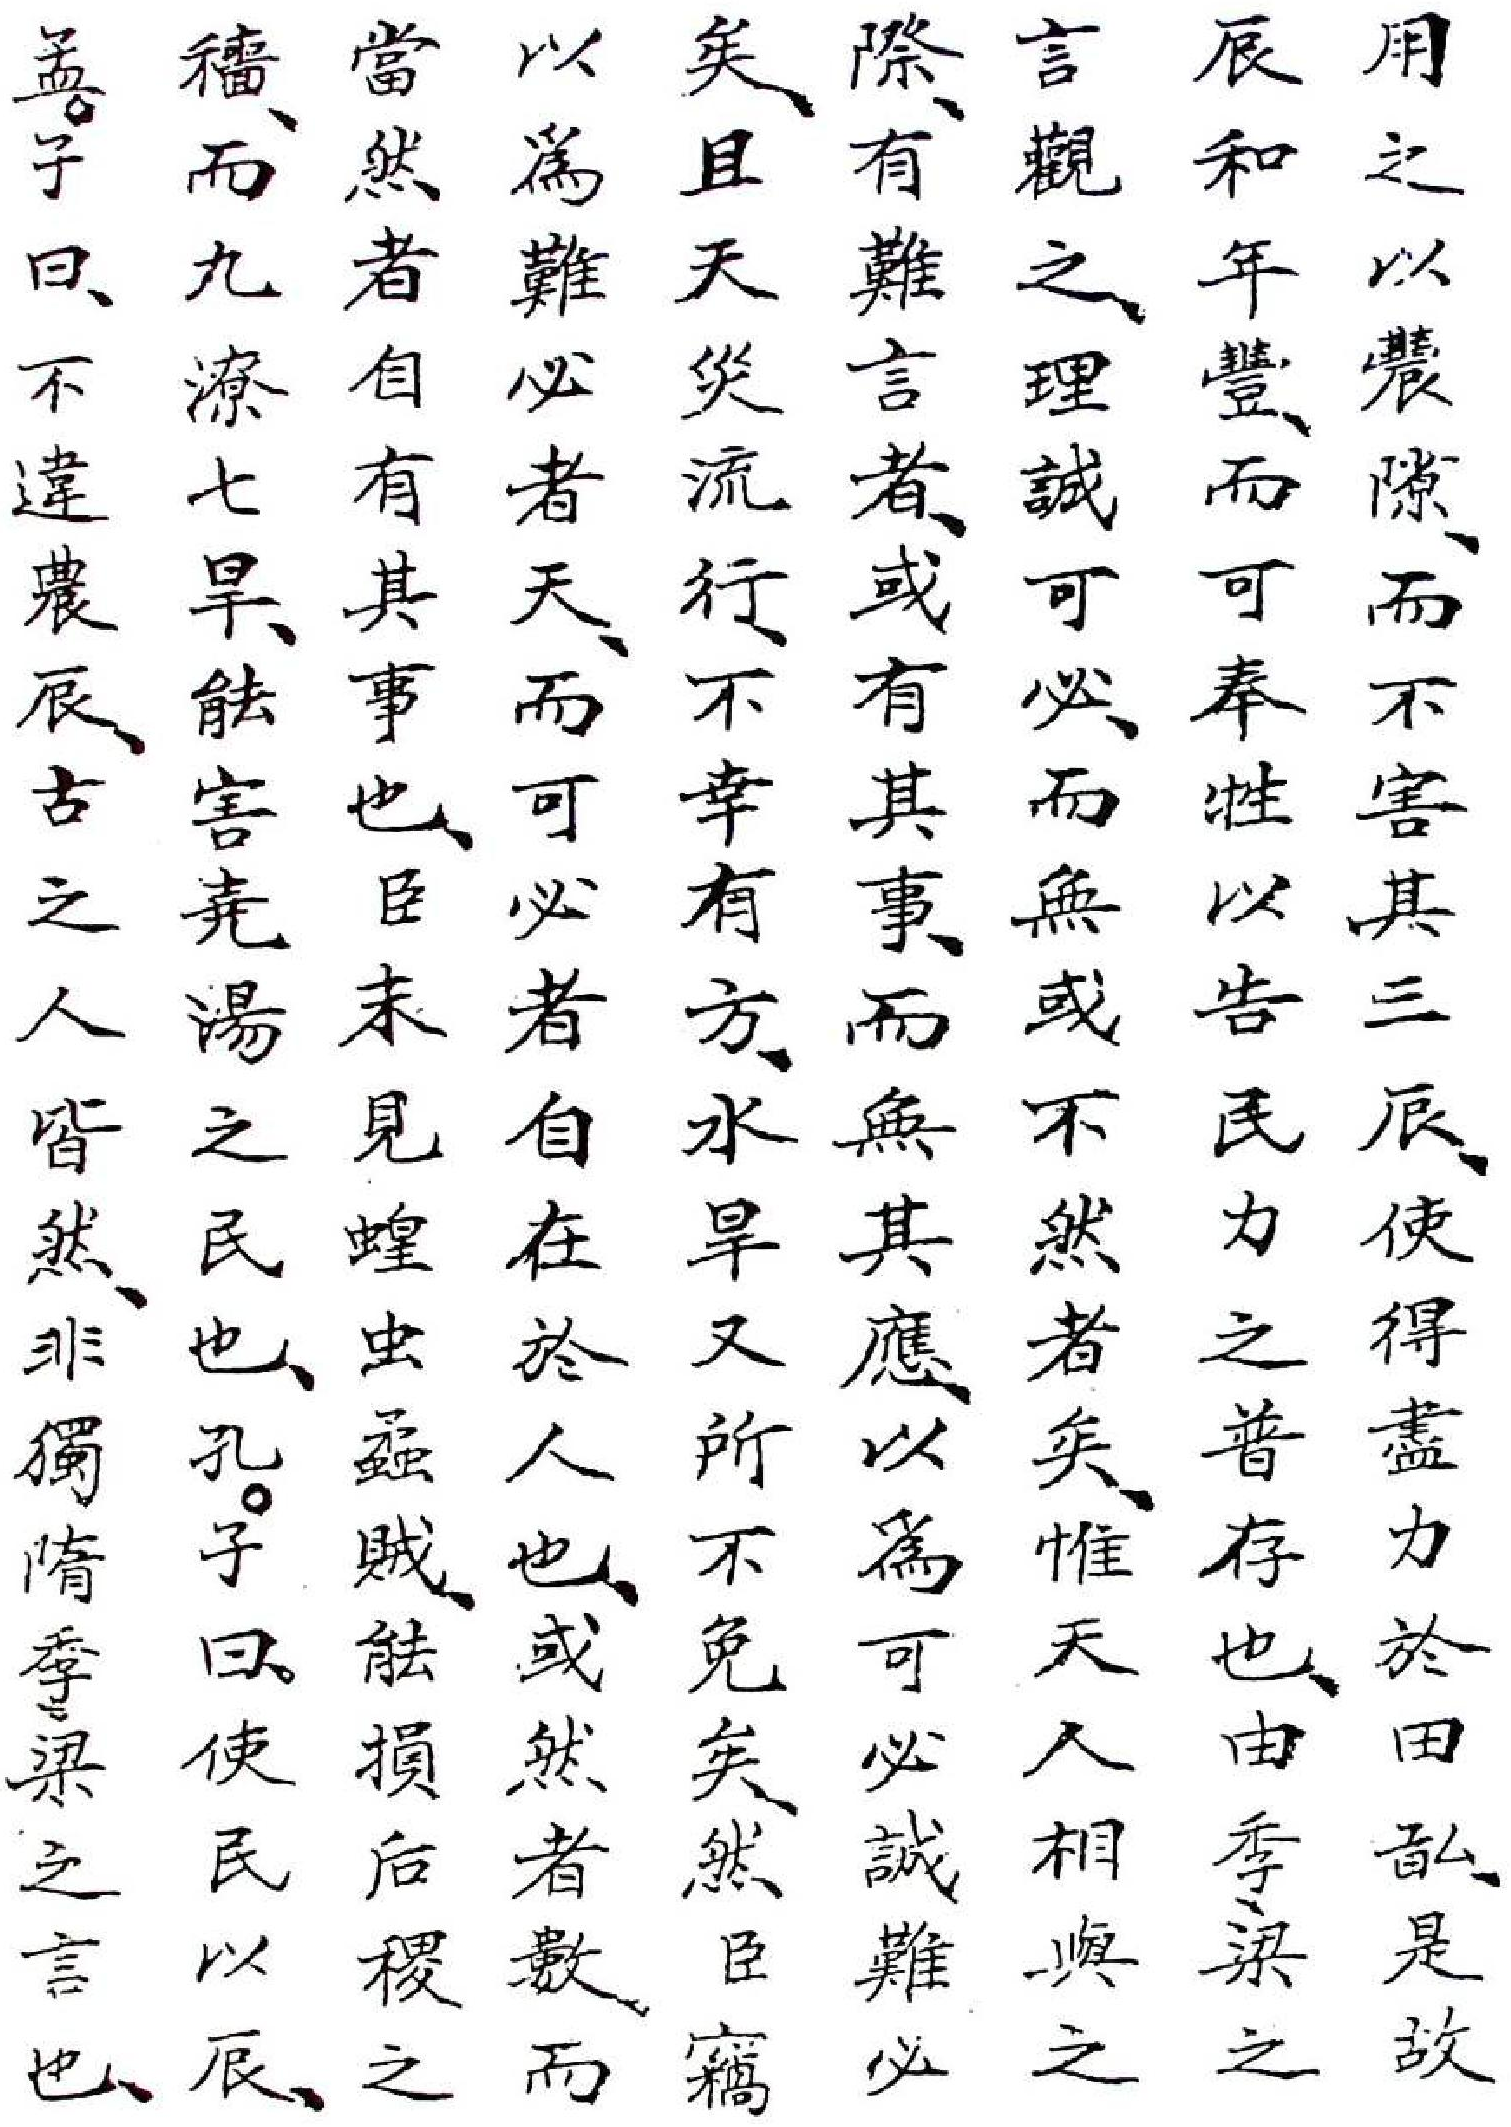 用之以農隙、而不害其三辰、使得盡力於田畝、是故
辰和年豐、而可奉牲以告民力之普存也、由季梁之
言觀之、理誠可必、而無或不然者矣、惟天人相與之
際、有難言者、或有其事、而無其應、以為可必誠難必
矣、且天災流行、不幸有方、水旱又所不免矣、然臣竊
以為難必者天、而可必者自在於人也、或然者數、而
當然者自有其事也、臣未見蝗虫蝨賊、能損后稷之
穡、而九潦七旱、能害堯湯之民也、孔子曰。使民以辰、
孟子曰、不違農辰、古之人皆然、非獨隋季梁之言也、